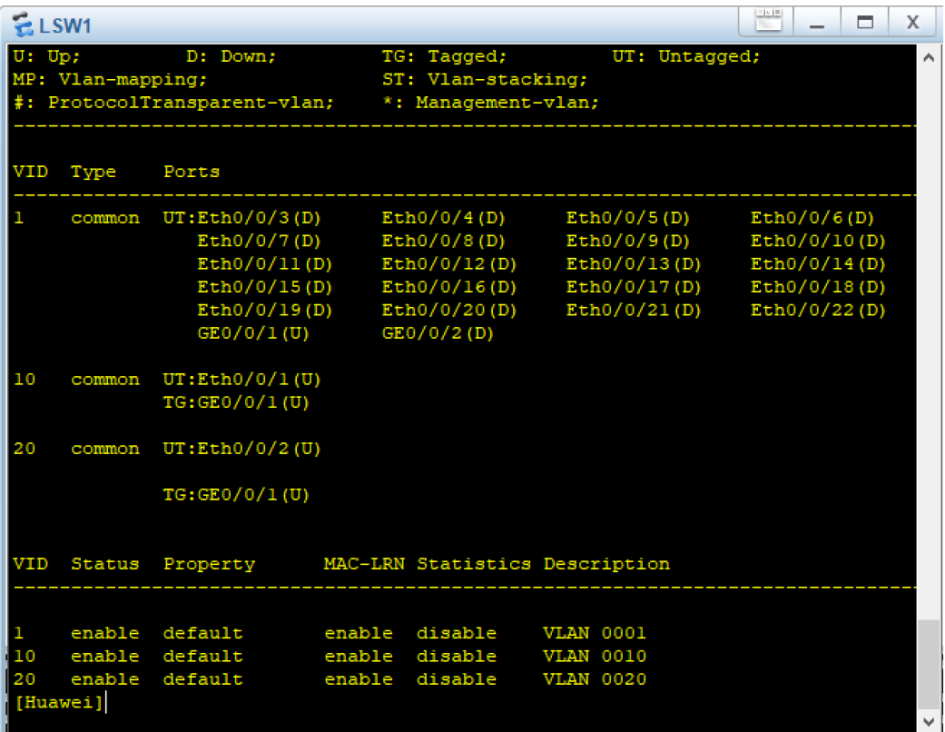 LSW1
U: Up;         D: Down;         TG: Tagged;         UT: Untagged;
MP: Vlan-mapping;               ST: Vlan-stacking;
#: ProtocolTransparent-vlan;    *: Management-vlan;
--------------------------------------------------------------------------------
VID  Type    Ports
--------------------------------------------------------------------------------
1    common  UT:Eth0/0/3(D)      Eth0/0/4(D)     Eth0/0/5(D)     Eth0/0/6(D)
                Eth0/0/7(D)     Eth0/0/8(D)     Eth0/0/9(D)     Eth0/0/10(D)
                Eth0/0/11(D)    Eth0/0/12(D)    Eth0/0/13(D)    Eth0/0/14(D)
                Eth0/0/15(D)    Eth0/0/16(D)    Eth0/0/17(D)    Eth0/0/18(D)
                Eth0/0/19(D)    Eth0/0/20(D)    Eth0/0/21(D)    Eth0/0/22(D)
                GE0/0/1(U)      GE0/0/2(D)
10   common  UT:Eth0/0/1(U)
             TG:GE0/0/1(U)
20   common  UT:Eth0/0/2(U)
             TG:GE0/0/1(U)
VID  Status  Property      MAC-LRN Statistics Description
--------------------------------------------------------------------------------
1    enable  default       enable  disable    VLAN 0001
10   enable  default       enable  disable    VLAN 0010
20   enable  default       enable  disable    VLAN 0020
[Huawei]